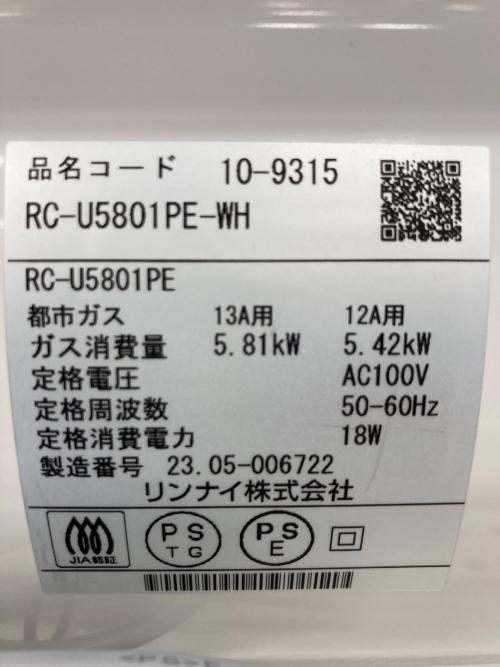 品名コード 10-9315
RC-U5801PE-WH
RC-U5801PE
都市ガス 13A用 12A用
ガス消費量 5.81kW 5.42kW
定格電圧 AC100V
定格周波数 50-60Hz
定格消費電力 18W
製造番号 23.05-006722
リンナイ株式会社
JIA認証
PS TG
PS E